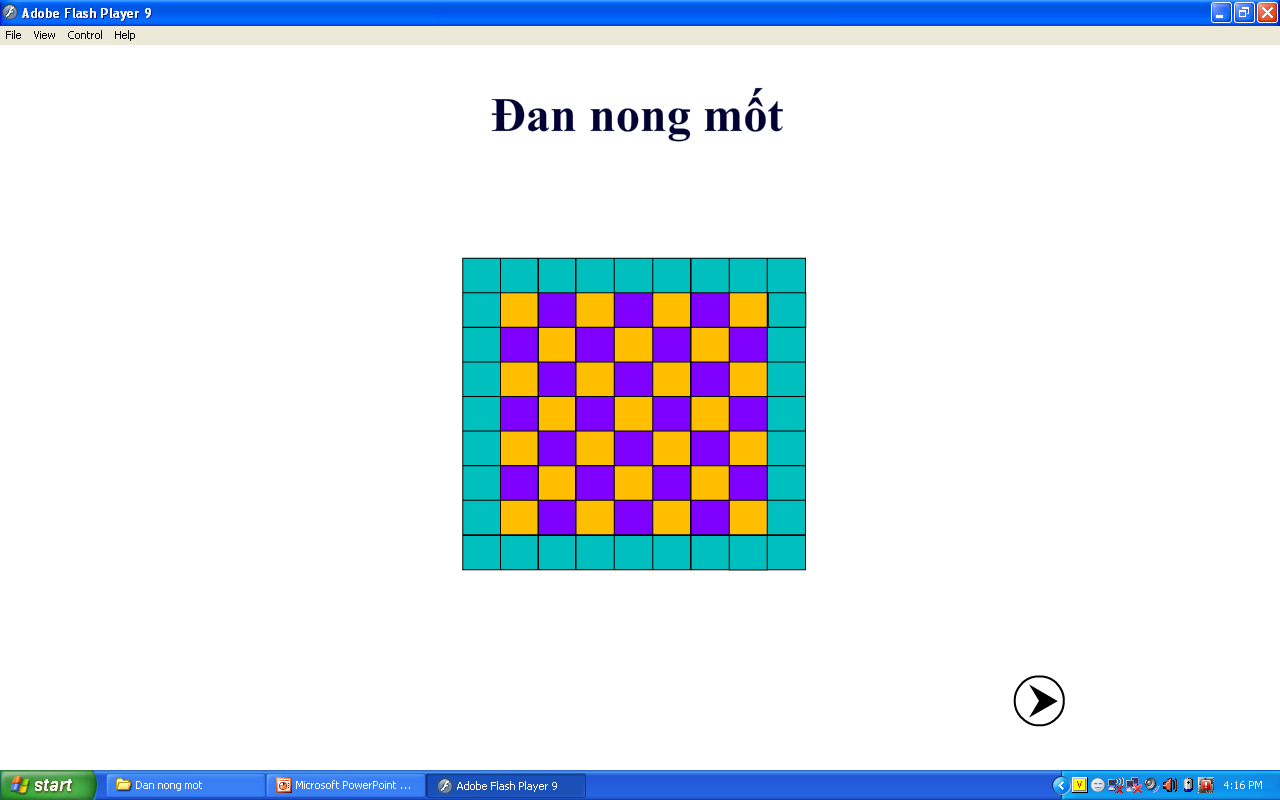 Adobe Flash Player 9
File View Control Help
Đan nong mốt
start
Dan nong mot
Microsoft PowerPoint ...
Adobe Flash Player 9
V
4:16 PM